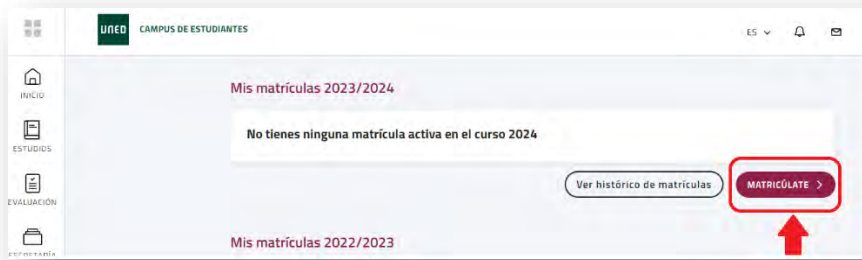 UNED CAMPUS DE ESTUDIANTES ES
INICIO
Mis matrículas 2023/2024
ESTUDIOS
No tienes ninguna matrícula activa en el curso 2024
EVALUACIÓN
Ver histórico de matrículas MATRICÚLATE >
Mis matrículas 2022/2023